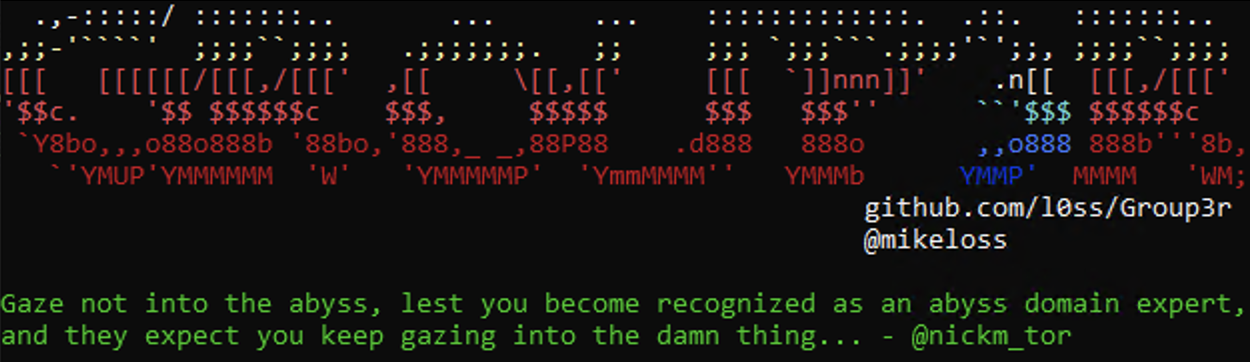 .,-:::::/ :::::::..        ...      ...    :::::::::::::.  .::.   :::::::..
,;;-'````'  ;;;;``;;;;   .;;;;;;;.   ;;     ;;; `;;;```.;;;;'`';;, ;;;;``;;;;
[[[   [[[[[[/[[[,/[[['  ,[[     \[[,[['     [[[  `]]nnn]]'    .n[[  [[[,/[[['
'$$c.    '$$ $$$$$$c    $$$,     $$$$$      $$$   $$$''      ``'$$$ $$$$$$c
`Y8bo,,,o88o888b '88bo,'888,_ _,88P88    .d888   888o       ,,o888 888b'''8b,
`'YMUP'YMMMMMM  'W'   'YMMMMMP'  'YmmMMMM''   YMMMb      YMMP'  MMMM   'WM;
github.com/l0ss/Group3r
@mikeloss
Gaze not into the abyss, lest you become recognized as an abyss domain expert,
and they expect you keep gazing into the damn thing... - @nickm_tor